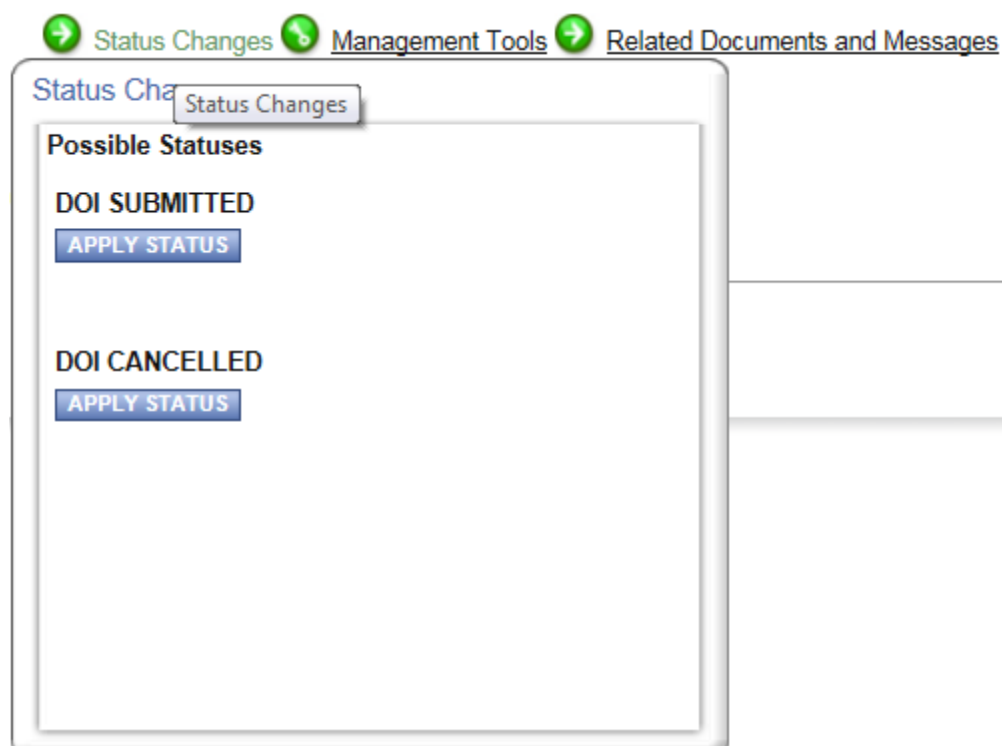 Status Changes Management Tools Related Documents and Messages
Status Cha
Status Changes
Possible Statuses
DOI SUBMITTED
APPLY STATUS
DOI CANCELLED
APPLY STATUS